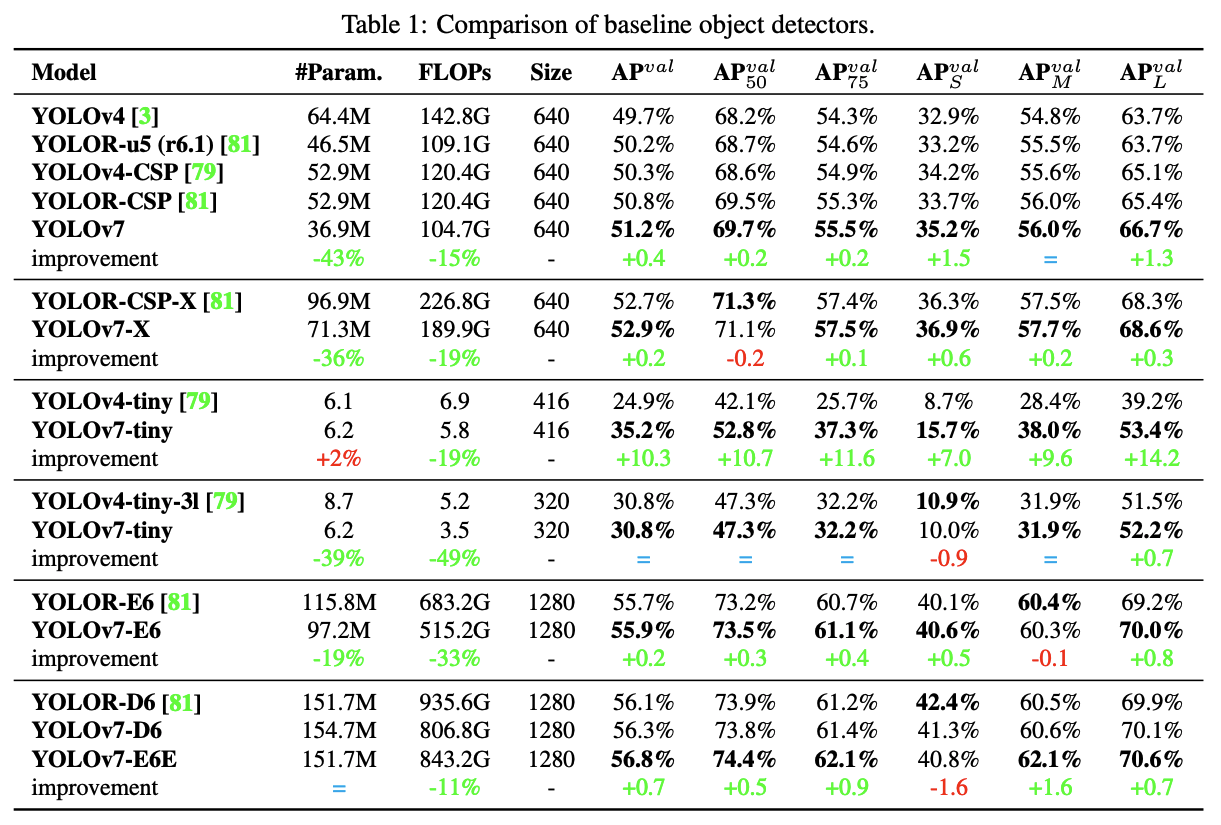 Table 1: Comparison of baseline object detectors.
Model #Param. FLOPs Size AP^val AP_50^val AP_75^val AP_S^val AP_M^val AP_L^val
YOLOv4 [3] 64.4M 142.8G 640 49.7% 68.2% 54.3% 32.9% 54.8% 63.7%
YOLOR-u5 (r6.1) [81] 46.5M 109.1G 640 50.2% 68.7% 54.6% 33.2% 55.5% 63.7%
YOLOv4-CSP [79] 52.9M 120.4G 640 50.3% 68.6% 54.9% 34.2% 55.6% 65.1%
YOLOR-CSP [81] 52.9M 120.4G 640 50.8% 69.5% 55.3% 33.7% 56.0% 65.4%
YOLOv7 36.9M 104.7G 640 51.2% 69.7% 55.5% 35.2% 56.0% 66.7%
improvement -43% -15% - +0.4 +0.2 +0.2 +1.5 = +1.3
YOLOR-CSP-X [81] 96.9M 226.8G 640 52.7% 71.3% 57.4% 36.3% 57.5% 68.3%
YOLOv7-X 71.3M 189.9G 640 52.9% 71.1% 57.5% 36.9% 57.7% 68.6%
improvement -36% -19% - +0.2 -0.2 +0.1 +0.6 +0.2 +0.3
YOLOv4-tiny [79] 6.1 6.9 416 24.9% 42.1% 25.7% 8.7% 28.4% 39.2%
YOLOv7-tiny 6.2 5.8 416 35.2% 52.8% 37.3% 15.7% 38.0% 53.4%
improvement +2% -19% - +10.3 +10.7 +11.6 +7.0 +9.6 +14.2
YOLOv4-tiny-3l [79] 8.7 5.2 320 30.8% 47.3% 32.2% 10.9% 31.9% 51.5%
YOLOv7-tiny 6.2 3.5 320 30.8% 47.3% 32.2% 10.0% 31.9% 52.2%
improvement -39% -49% - = = = -0.9 = +0.7
YOLOR-E6 [81] 115.8M 683.2G 1280 55.7% 73.2% 60.7% 40.1% 60.4% 69.2%
YOLOv7-E6 97.2M 515.2G 1280 55.9% 73.5% 61.1% 40.6% 60.3% 70.0%
improvement -19% -33% - +0.2 +0.3 +0.4 +0.5 -0.1 +0.8
YOLOR-D6 [81] 151.7M 935.6G 1280 56.1% 73.9% 61.2% 42.4% 60.5% 69.9%
YOLOv7-D6 154.7M 806.8G 1280 56.3% 73.8% 61.4% 41.3% 60.6% 70.1%
YOLOv7-E6E 151.7M 843.2G 1280 56.8% 74.4% 62.1% 40.8% 62.1% 70.6%
improvement = -11% - +0.7 +0.5 +0.9 -1.6 +1.6 +0.7